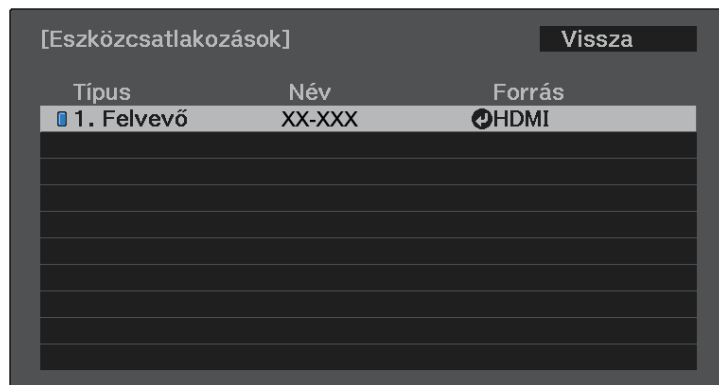 [Eszközcsatlakozások] Vissza
Típus Név Forrás
1. Felvevő XX-XXX HDMI